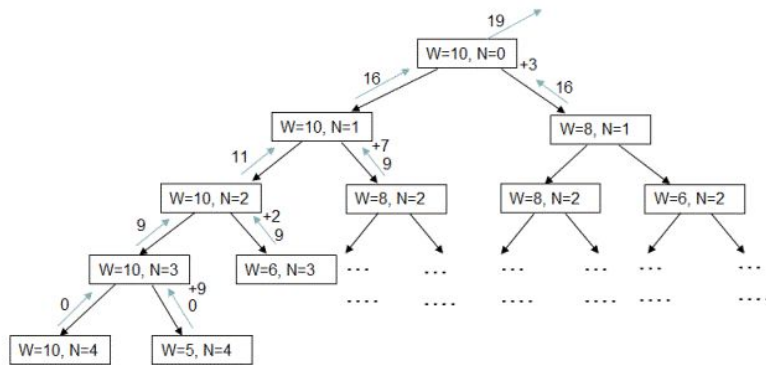 19
W=10, N=0
16
+3
16
W=10, N=1
W=8, N=1
11
+7
9
W=10, N=2
W=8, N=2
W=8, N=2
W=6, N=2
9
+2
9
W=10, N=3
W=6, N=3
... ... ... ... ... ...
.... .... .... .... .... ....
0
+9
0
W=10, N=4
W=5, N=4